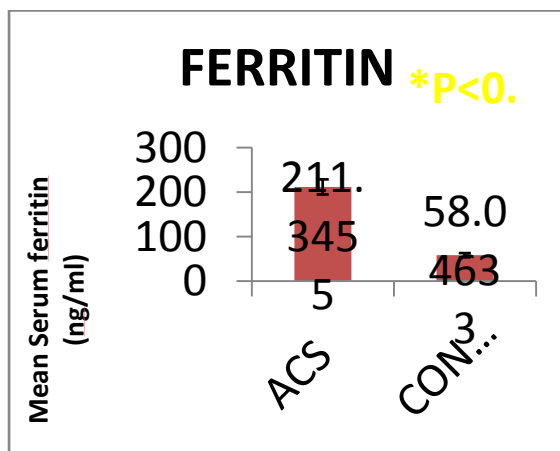 FERRITIN
*P<0.
Mean Serum ferritin
(ng/ml)
300
200
100
0
211.
345
5
58.0
463
3
ACS
CON...